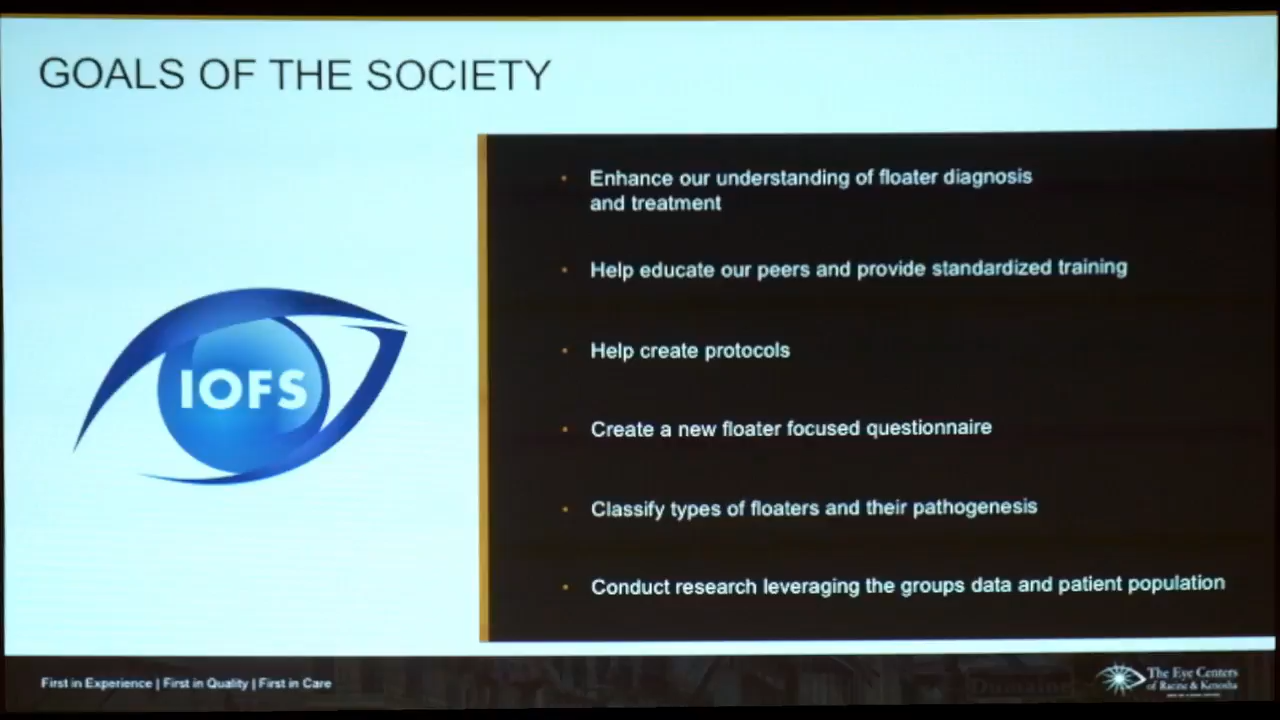 GOALS OF THE SOCIETY
IOFS
• Enhance our understanding of floater diagnosis
and treatment
• Help educate our peers and provide standardized training
• Help create protocols
• Create a new floater focused questionnaire
• Classify types of floaters and their pathogenesis
• Conduct research leveraging the groups data and patient population
First in Experience | First in Quality | First in Care
The Eye Centers
of Racine & Kenosha